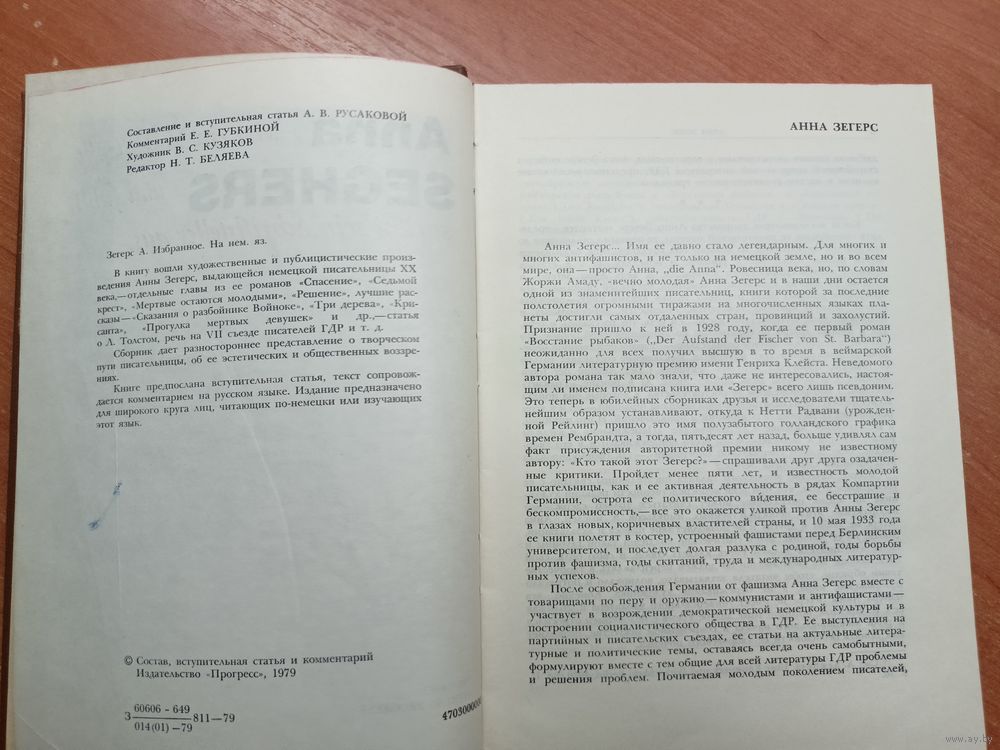 Составление и вступительная статья А. В. РУСАКОВОЙ
Комментарий Е. Е. ГУБКИНОЙ
Художник В. С. КУЗЯКОВ
Редактор Н. Т. БЕЛЯЕВА
Зегерс А. Избранное. На нем. яз.
В книгу вошли художественные и публицистические произ-
ведения Анны Зегерс, выдающейся немецкой писательницы XX
века,—отдельные главы из ее романов «Спасение», «Седьмой
крест», «Мертвые остаются молодыми», «Решение», лучшие рас-
сказы—«Сказания о разбойнике Войноке», «Три дерева», «Кри-
санта», «Прогулка мертвых девушек» и др.,—статья
о Л. Толстом, речь на VII съезде писателей ГДР и т. д.
Сборник дает разностороннее представление о творческом
пути писательницы, об ее эстетических и общественных воззре-
ниях.
Книге предпослана вступительная статья, текст сопровож-
дается комментарием на русском языке. Издание предназначено
для широкого круга лиц, читающих по-немецки или изучающих
этот язык.
© Состав, вступительная статья и комментарий
Издательство «Прогресс», 1979
З 60606 - 649
014(01) -79 811—79
4703000000
АННА ЗЕГЕРС
Анна Зегерс... Имя ее давно стало легендарным. Для многих и
многих антифашистов, и не только на немецкой земле, но и во всем
мире, она—просто Анна, „die Anna“. Ровесница века, но, по словам
Жоржи Амаду, «вечно молодая» Анна Зегерс и в наши дни остается
одной из знаменитейших писательниц, книги которой за последние
полстолетия огромными тиражами на многочисленных языках пла-
неты достигли самых отдаленных стран, провинций и захолустий.
Признание пришло к ней в 1928 году, когда ее первый роман
«Восстание рыбаков» („Der Aufstand der Fischer von St. Barbara“)
неожиданно для всех получил высшую в то время в веймарской
Германии литературную премию имени Генриха Клейста. Неведомого
автора романа так мало знали, что даже не интересовались, настоя-
щим ли именем подписана книга или «Зегерс» всего лишь псевдоним.
Это теперь в юбилейных сборниках друзья и исследователи тщатель-
нейшим образом устанавливают, откуда к Нетти Радвани (урожден-
ной Рейлинг) пришло это имя полузабытого голландского графика
времен Рембрандта, а тогда, пятьдесят лет назад, больше удивлял сам
факт присуждения авторитетной премии никому не известному
автору: «Кто такой этот Зегерс?»—спрашивали друг друга озадачен-
ные критики. Пройдет менее пяти лет, и известность молодой
писательницы, как и ее активная деятельность в рядах Компартии
Германии, острота ее политического ви́дения, ее бесстрашие и
бескомпромиссность,—все это окажется уликой против Анны Зегерс
в глазах новых, коричневых властителей страны, и 10 мая 1933 года
ее книги полетят в костер, устроенный фашистами перед Берлинским
университетом, и последует долгая разлука с родиной, годы борьбы
против фашизма, годы скитаний, труда и международных литератур-
ных успехов.
После освобождения Германии от фашизма Анна Зегерс вместе с
товарищами по перу и оружию—коммунистами и антифашистами—
участвует в возрождении демократической немецкой культуры и в
построении социалистического общества в ГДР. Ее выступления на
партийных и писательских съездах, ее статьи на актуальные литера-
турные и политические темы, оставаясь всегда очень самобытными,
формулируют вместе с тем общие для всей литературы ГДР проблемы
и решения проблем. Почитаемая молодым поколением писателей,
www.ay.by